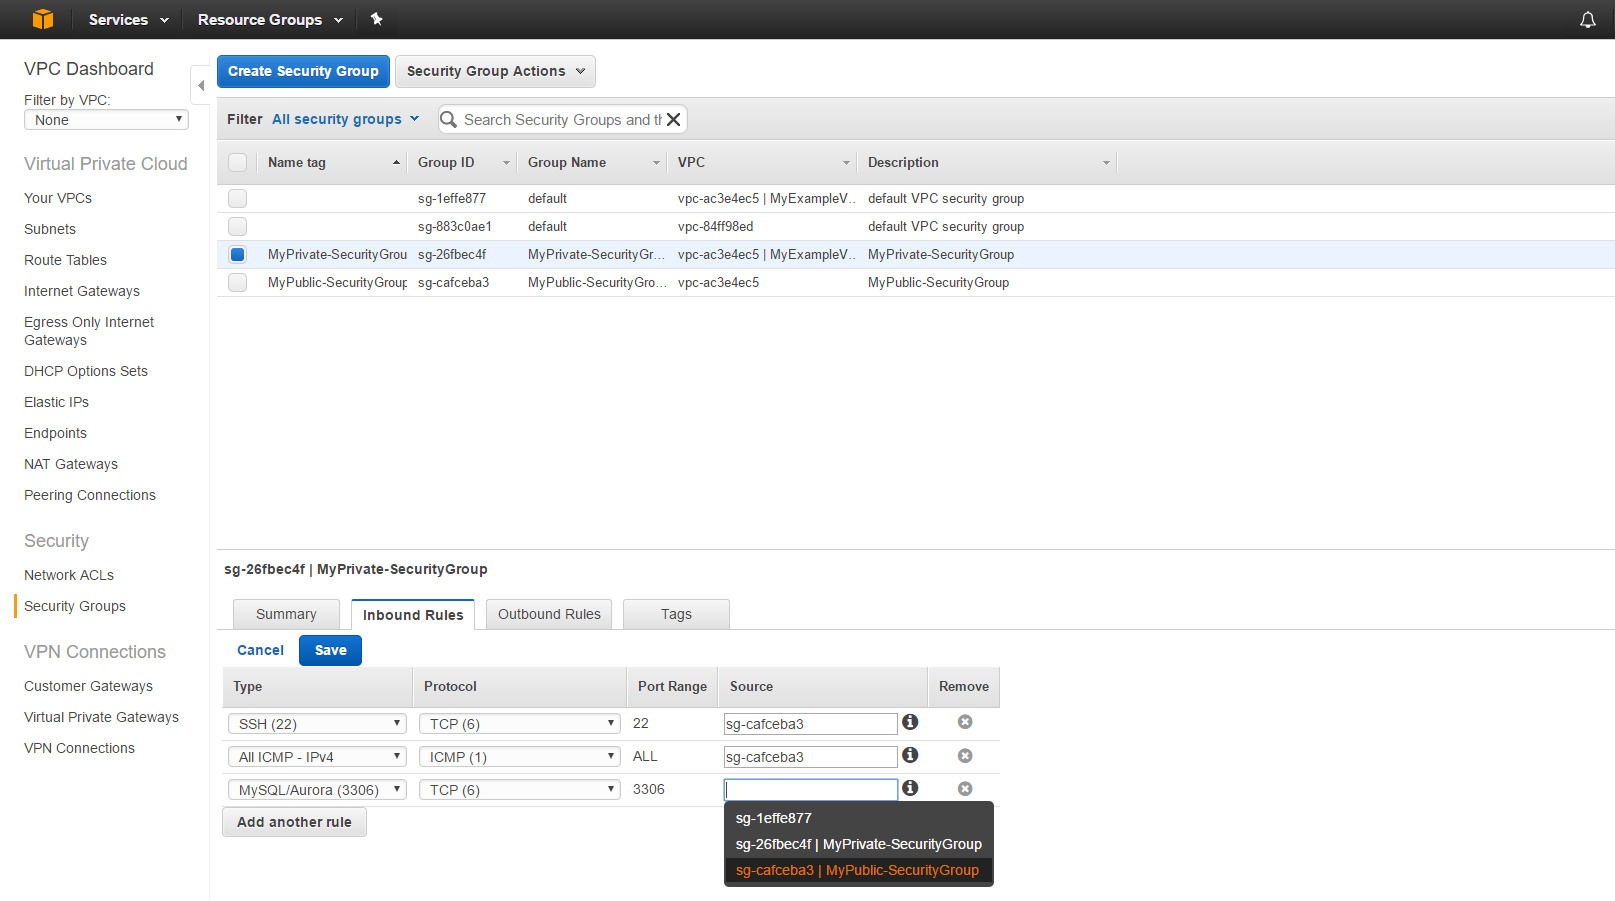 Services Resource Groups
VPC Dashboard
Filter by VPC:
None
Virtual Private Cloud
Your VPCs
Subnets
Route Tables
Internet Gateways
Egress Only Internet
Gateways
DHCP Options Sets
Elastic IPs
Endpoints
NAT Gateways
Peering Connections
Security
Network ACLs
Security Groups
VPN Connections
Customer Gateways
Virtual Private Gateways
VPN Connections
Create Security Group Security Group Actions
Filter All security groups Search Security Groups and th
Name tag Group ID Group Name VPC Description
sg-1effe877 default vpc-ac3e4ec5 | MyExampleV... default VPC security group
sg-883c0ae1 default vpc-84ff98ed default VPC security group
MyPrivate-SecurityGrou sg-26fbec4f MyPrivate-SecurityGr... vpc-ac3e4ec5 | MyExampleV... MyPrivate-SecurityGroup
MyPublic-SecurityGroup sg-cafceba3 MyPublic-SecurityGro... vpc-ac3e4ec5 MyPublic-SecurityGroup
sg-26fbec4f | MyPrivate-SecurityGroup
Summary Inbound Rules Outbound Rules Tags
Cancel Save
Type Protocol Port Range Source Remove
SSH (22) TCP (6) 22 sg-cafceba3
All ICMP - IPv4 ICMP (1) ALL sg-cafceba3
MySQL/Aurora (3306) TCP (6) 3306
Add another rule
sg-1effe877
sg-26fbec4f | MyPrivate-SecurityGroup
sg-cafceba3 | MyPublic-SecurityGroup